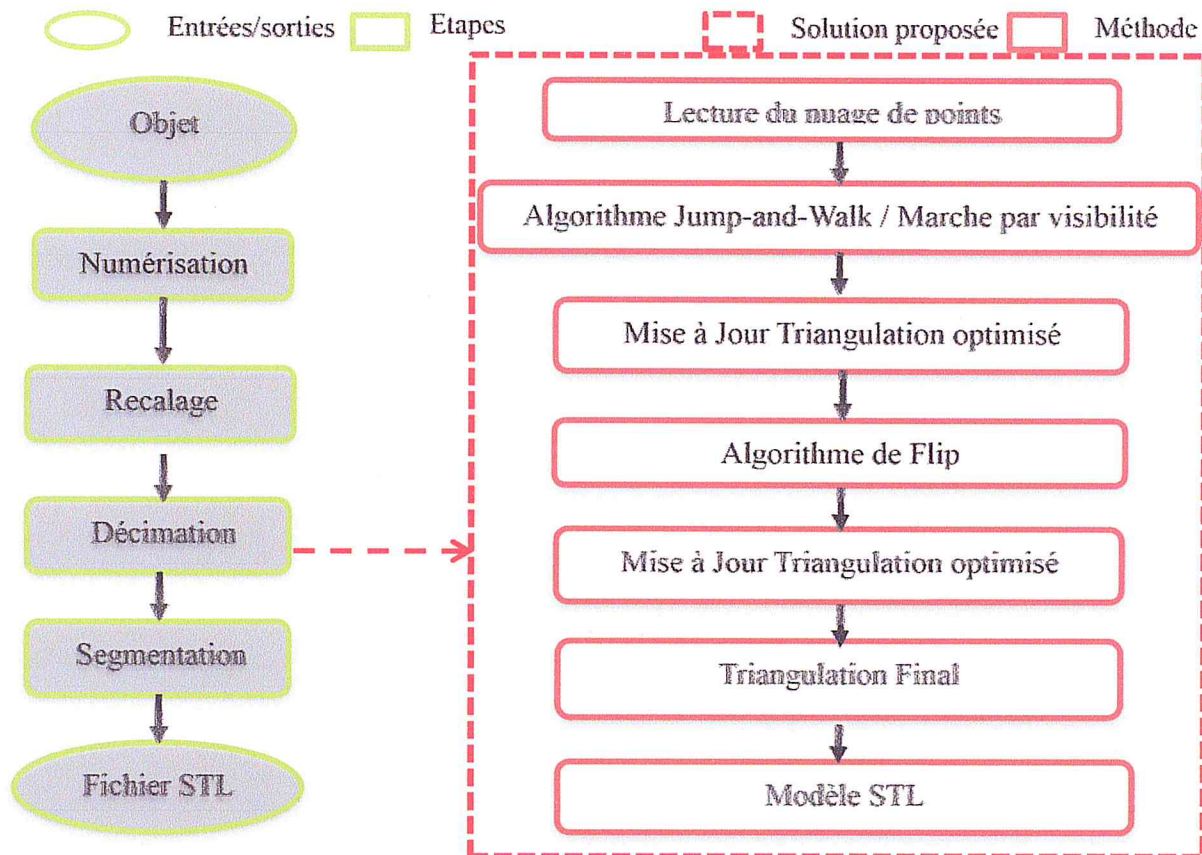 Entrées/sorties
Etapes
Solution proposée
Méthode
Objet
Numérisation
Recalage
Décimation
Segmentation
Fichier STL
Lecture du nuage de points
Algorithme Jump-and-Walk / Marche par visibilité
Mise à Jour Triangulation optimisé
Algorithme de Flip
Mise à Jour Triangulation optimisé
Triangulation Final
Modèle STL